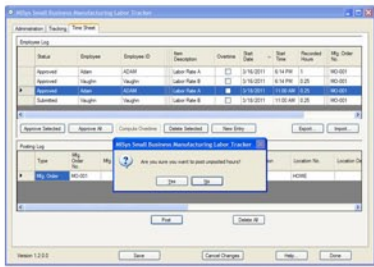 MISys Small Business Manufacturing Labor Tracker
Administration Tracking Time Sheet
Employee Log
Status Employee Employee ID Item Description Overtime Start Date Start Time Recorded Hours Mfg. Order No.
Approved Adam ADAM Labor Rate A 3/16/2011 6:14 PM 1 MO-001
Approved Vaughn Vaughn Labor Rate B 3/16/2011 6:14 PM 0.25 MO-001
Approved Adam ADAM Labor Rate A 3/16/2011 11:00 AM 0.25 MO-001
Submitted Vaughn Vaughn Labor Rate B 3/16/2011 11:00 AM 0.25 MO-001
Approve Selected Approve All Compute Overtime Delete Selected New Entry Export... Import...
Posting Log
Type Mfg. Order No. Location No. Location De
Mfg. Order MO-001 HOME
MISys Small Business Manufacturing Labor Tracker
Are you sure you want to post unposted hours?
Yes No
Post Delete All
Version 1.2.0.0 Save Cancel Changes Help... Done